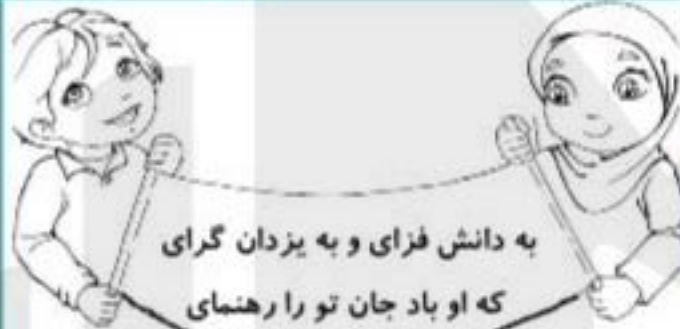 به دانش فزای و به یزدان گرای
که او باد جان تو را رهنمای